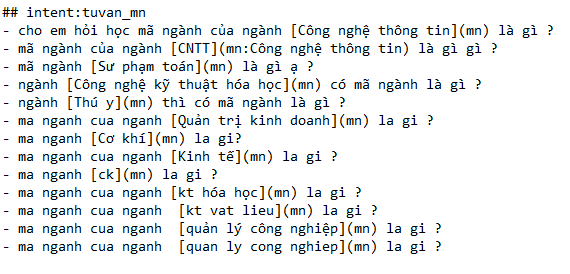 ## intent:tuvan_mn
- cho em hỏi học mã ngành của ngành [Công nghệ thông tin](mn) là gì ?
- mã ngành của ngành [CNTT](mn:Công nghệ thông tin) là gì gì ?
- mã ngành [Sư phạm toán](mn) là gì ạ ?
- ngành [Công nghệ kỹ thuật hóa học](mn) có mã ngành là gì ?
- ngành [Thú y](mn) thì có mã ngành là gì ?
- ma nganh cua nganh [Quản trị kinh doanh](mn) la gi ?
- ma nganh [Cơ khí](mn) la gi?
- ma nganh cua nganh [Kinh tế](mn) la gi ?
- ma nganh [ck](mn) la gi ?
- ma nganh cua nganh [kt hóa học](mn) la gi ?
- ma nganh cua nganh  [kt vat lieu](mn) la gi ?
- ma nganh cua nganh  [quản lý công nghiệp](mn) la gi ?
- ma nganh cua nganh  [quan ly cong nghiep](mn) la gi ?